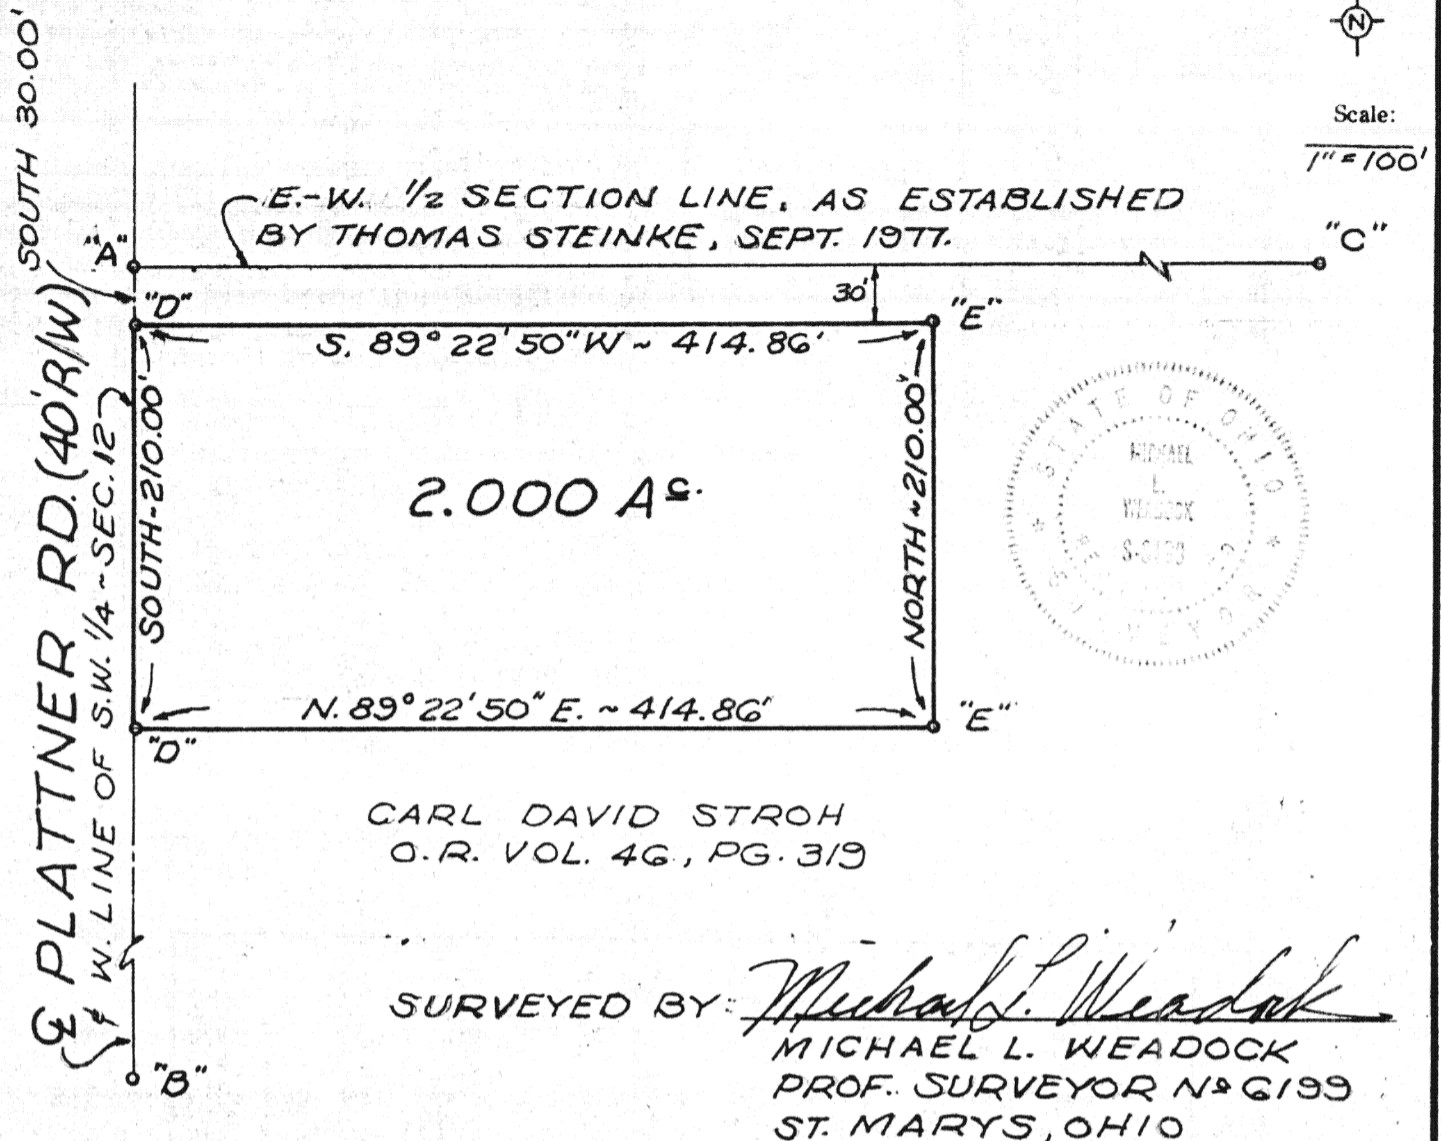 N
Scale:
1" = 100'
SOUTH 30.00'
E.-W. 1/2 SECTION LINE, AS ESTABLISHED
BY THOMAS STEINKE, SEPT. 1977.
"A"
"C"
30'
"D"
"E"
S. 89° 22' 50" W ~ 414.86'
SOUTH ~ 210.00'
NORTH ~ 210.00'
2.000 Ac.
℄ PLATTNER RD. (40' R/W)
& W. LINE OF S.W. 1/4 ~ SEC. 12
N. 89° 22' 50" E. ~ 414.86'
"D"
"E"
STATE OF OHIO
MICHAEL
L.
WEADOCK
S-6199
CARL DAVID STROH
O.R. VOL. 46, PG. 319
SURVEYED BY: Michael L. Weadock
MICHAEL L. WEADOCK
PROF. SURVEYOR No 6199
ST. MARYS, OHIO
"B"